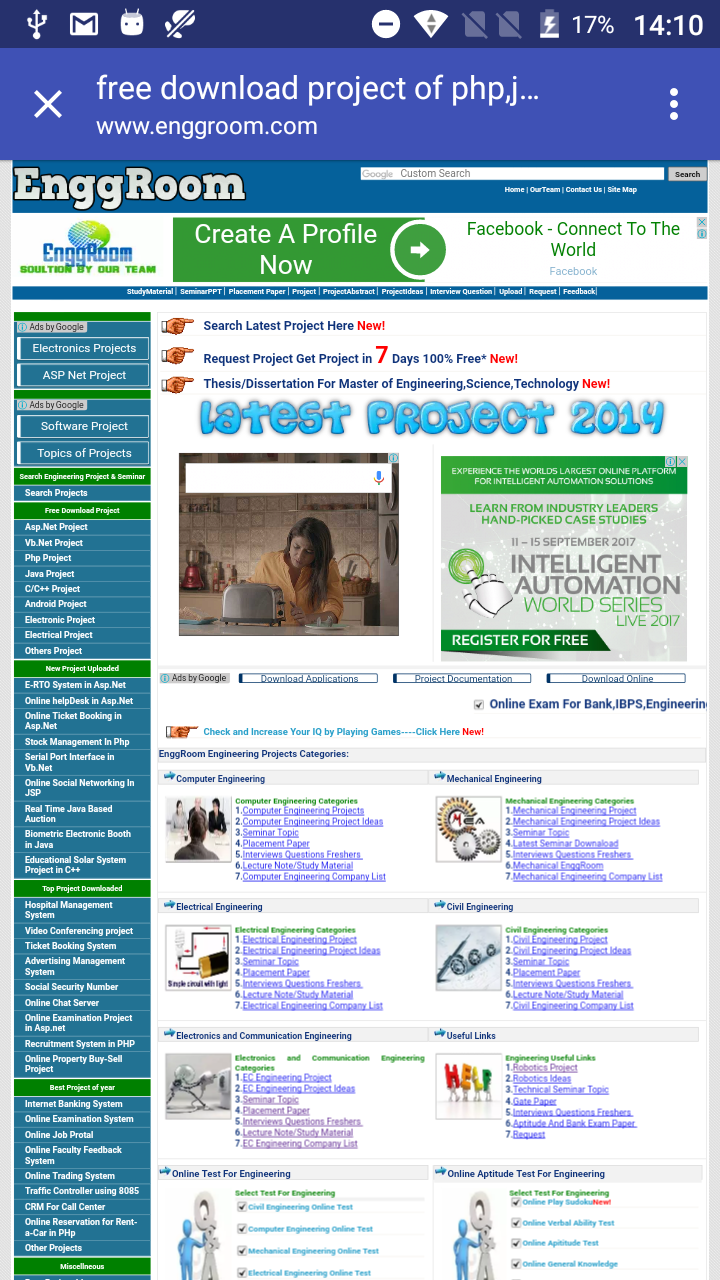 17% 14:10
free download project of php,j...
www.enggroom.com
EnggRoom
Google Custom Search
Search
Home | OurTeam | Contact Us | Site Map
EnggRoom
SOULTION BY OUR TEAM
Create A Profile
Now
Facebook - Connect To The
World
Facebook
StudyMaterial | SeminarPPT | Placement Paper | Project | ProjectAbstract | ProjectIdeas | Interview Question | Upload | Request | Feedback|
Ads by Google
Electronics Projects
ASP Net Project
Ads by Google
Software Project
Topics of Projects
Search Engineering Project & Seminar
Search Projects
Free Download Project
Asp.Net Project
Vb.Net Project
Php Project
Java Project
C/C++ Project
Android Project
Electronic Project
Electrical Project
Others Project
New Project Uploaded
E-RTO System in Asp.Net
Online helpDesk in Asp.Net
Online Ticket Booking in
Asp.Net
Stock Management In Php
Serial Port Interface in
Vb.Net
Online Social Networking In
JSP
Real Time Java Based
Auction
Biometric Electronic Booth
in Java
Educational Solar System
Project in C++
Top Project Downloaded
Hospital Management
System
Video Conferencing project
Ticket Booking System
Advertising Management
System
Social Security Number
Online Chat Server
Online Examination Project
in Asp.net
Recruitment System in PHP
Online Property Buy-Sell
Project
Best Project of year
Internet Banking System
Online Examination System
Online Job Protal
Online Faculty Feedback
System
Online Trading System
Traffic Controller using 8085
CRM For Call Center
Online Reservation for Rent-
a-Car in PHp
Other Projects
Miscellneous
Search Latest Project Here New!
Request Project Get Project in 7 Days 100% Free* New!
Thesis/Dissertation For Master of Engineering,Science,Technology New!
Latest Project 2014
EXPERIENCE THE WORLDS LARGEST ONLINE PLATFORM
FOR INTELLIGENT AUTOMATION SOLUTIONS
LEARN FROM INDUSTRY LEADERS
HAND-PICKED CASE STUDIES
11 – 15 SEPTEMBER 2017
INTELLIGENT
AUTOMATION
WORLD SERIES
LIVE 2017
REGISTER FOR FREE
Ads by Google
Download Applications
Project Documentation
Download Online
Online Exam For Bank,IBPS,Engineerin
Check and Increase Your IQ by Playing Games----Click Here New!
EnggRoom Engineering Projects Categories:
Computer Engineering
Computer Engineering Categories
1.Computer Engineering Projects
2.Computer Engineering Project Ideas
3.Seminar Topic
4.Placement Paper
5.Interviews Questions Freshers
6.Lecture Note/Study Material
7.Computer Engineering Company List
Mechanical Engineering
MEA
Mechanical Engineering Categories
1.Mechanical Engineering Project
2.Mechanical Engineering Project Ideas
3.Seminar Topic
4.Latest Seminar Downaload
5.Interviews Questions Freshers
6.Mechanical EnggRoom
7.Mechanical Engineering Company List
Electrical Engineering
Simple circuit with light
Electrical Engineering Categories
1.Electrical Engineering Project
2.Electrical Engineering Project Ideas
3.Seminar Topic
4.Placement Paper
5.Interviews Questions Freshers
6.Lecture Note/Study Material
7.Electrical Engineering Company List
Civil Engineering
Civil Engineering Categories
1.Civil Engineering Project
2.Civil Engineering Project Ideas
3.Seminar Topic
4.Placement Paper
5.Interviews Questions Freshers
6.Lecture Note/Study Material
7.Civil Engineering Company List
Electronics and Communication Engineering
Electronics and Communication Engineering
Categories
1.EC Engineering Project
2.EC Engineering Project Ideas
3.Seminar Topic
4.Placement Paper
5.Interviews Questions Freshers
6.Lecture Note/Study Material
7.EC Engineering Company List
Useful Links
HELP
Engineering Useful Links
1.Robotics Project
2.Robotics Ideas
3.Technical Seminar Topic
4.Gate Paper
5.Interviews Questions Freshers
6.Aptitude And Bank Exam Paper
7.Request
Online Test For Engineering
Q&A
Select Test For Engineering
Civil Engineering Online Test
Computer Engineering Online Test
Mechanical Engineering Online Test
Electrical Engineering Online Test
Online Aptitude Test For Engineering
Q&A
Select Test For Engineering
Online Play SudokuNew!
Online Verbal Ability Test
Online Apititude Test
Online General Knowledge